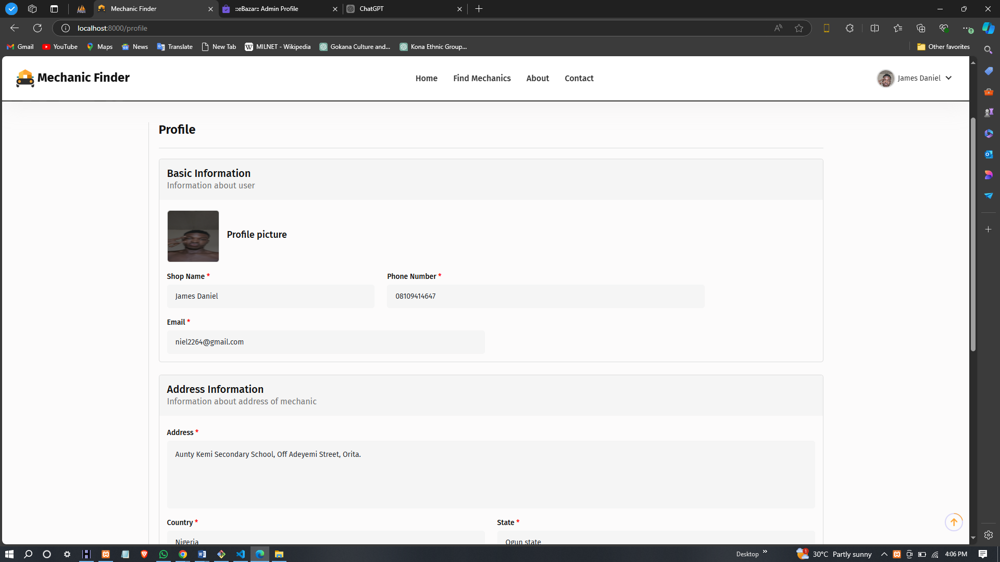 Mechanic Finder
::eBazar:: Admin Profile
ChatGPT
localhost:8000/profile
Gmail
YouTube
Maps
News
Translate
New Tab
MILNET - Wikipedia
Gokana Culture and...
Kona Ethnic Group...
Other favorites
Mechanic Finder
Home
Find Mechanics
About
Contact
James Daniel
Profile
Basic Information
Information about user
Profile picture
Shop Name *
Phone Number *
James Daniel
08109414647
Email *
niel2264@gmail.com
Address Information
Information about address of mechanic
Address *
Aunty Kemi Secondary School, Off Adeyemi Street, Orita.
Country *
State *
Nigeria
Ogun state
Desktop
30°C Partly sunny
4:06 PM